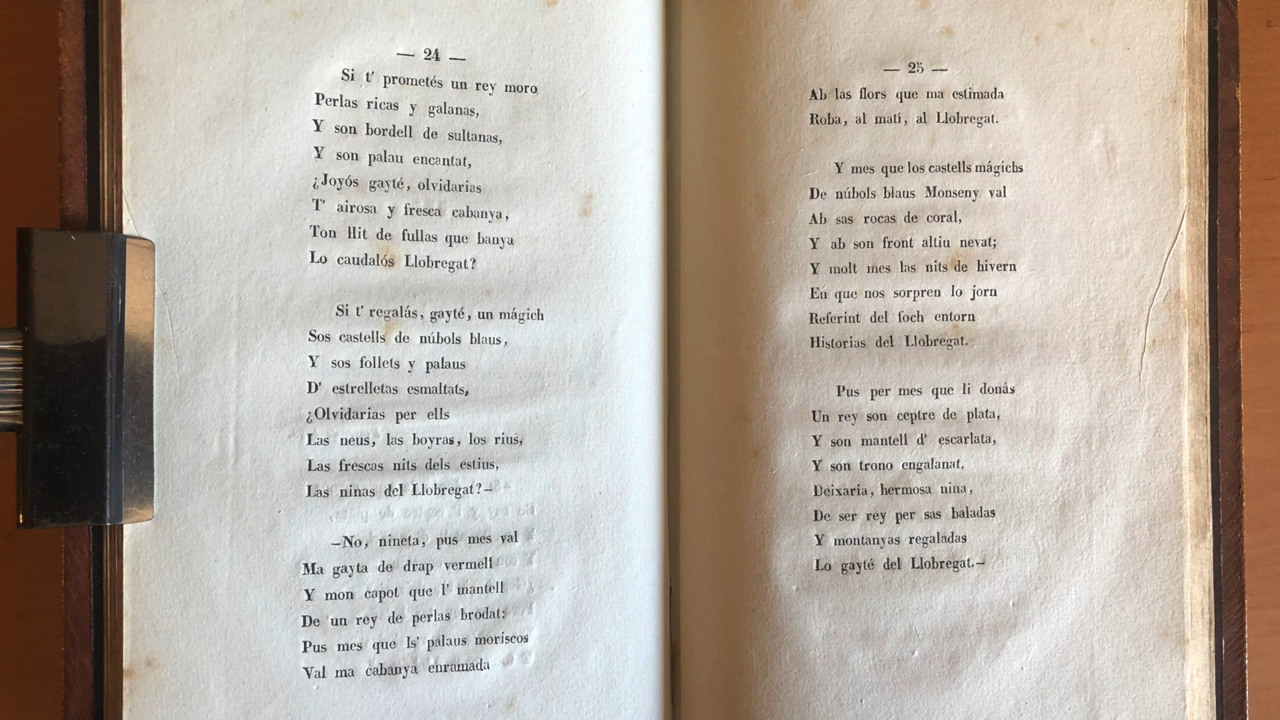 — 24 —
Si t' prometés un rey moro
Perlas ricas y galanas,
Y son bordell de sultanas,
Y son palau encantat,
¿Joyós gayté, olvidarias
T' airosa y fresca cabanya,
Ton llit de fullas que banya
Lo caudalós Llobregat?
Si t' regalás, gayté, un mágich
Sos castells de núbols blaus,
Y sos follets y palaus
D' estrelletas esmaltats,
¿Olvidarias per ells
Las neus, las boyras, los rius,
Las frescas nits dels estius,
Las ninas del Llobregat?—
—No, nineta, pus mes val
Ma gayta de drap vermell
Y mon capot que l' mantell
De un rey de perlas brodat:
Pus mes que ls' palaus moriscos
Val ma cabanya enramada
— 25 —
Ab las flors que ma estimada
Roba, al matí, al Llobregat.
Y mes que los castells mágichs
De núbols blaus Monseny val
Ab sas rocas de coral,
Y ab son front altiu nevat;
Y molt mes las nits de hivern
En que nos sorpren lo jorn
Referint del foch entorn
Historias del Llobregat.
Pus per mes que li donás
Un rey son ceptre de plata,
Y son mantell d' escarlata,
Y son trono engalanat,
Deixaria, hermosa nina,
De ser rey per sas baladas
Y montanyas regaladas
Lo gayté del Llobregat.—